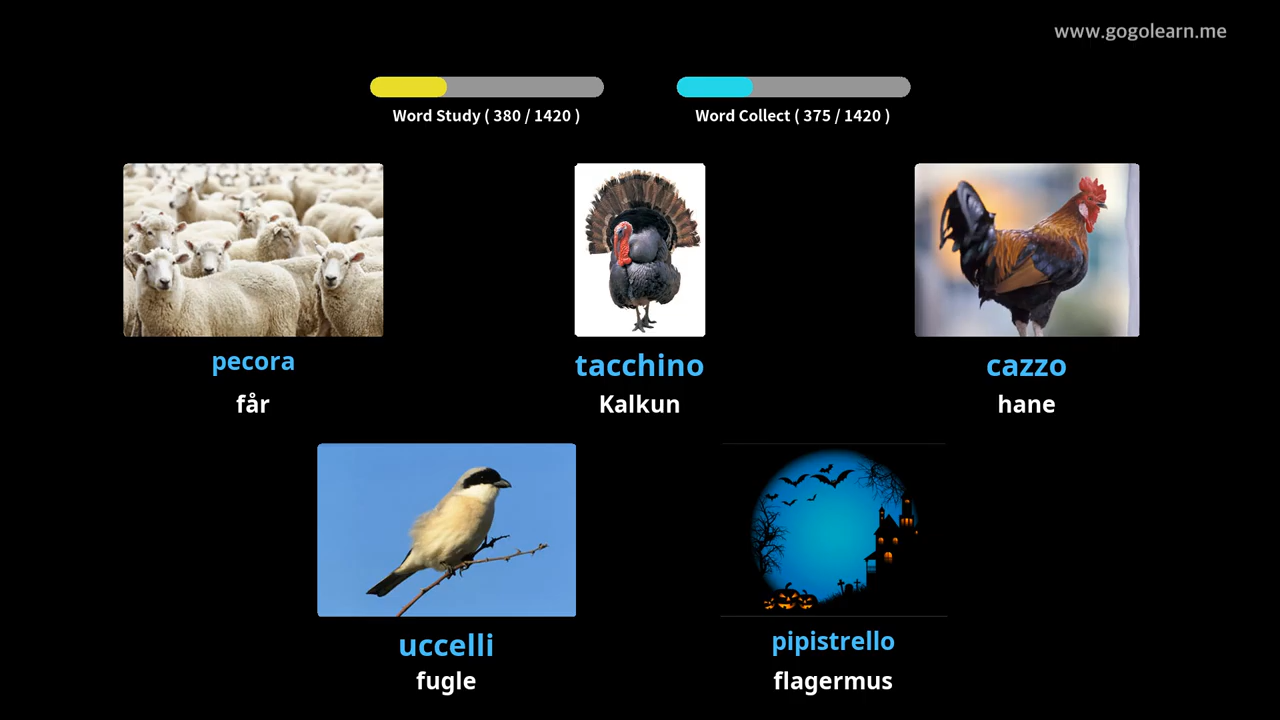 www.gogolearn.me
Word Study ( 380 / 1420 )
Word Collect ( 375 / 1420 )
pecora
tacchino
cazzo
får
Kalkun
hane
uccelli
pipistrello
fugle
flagermus